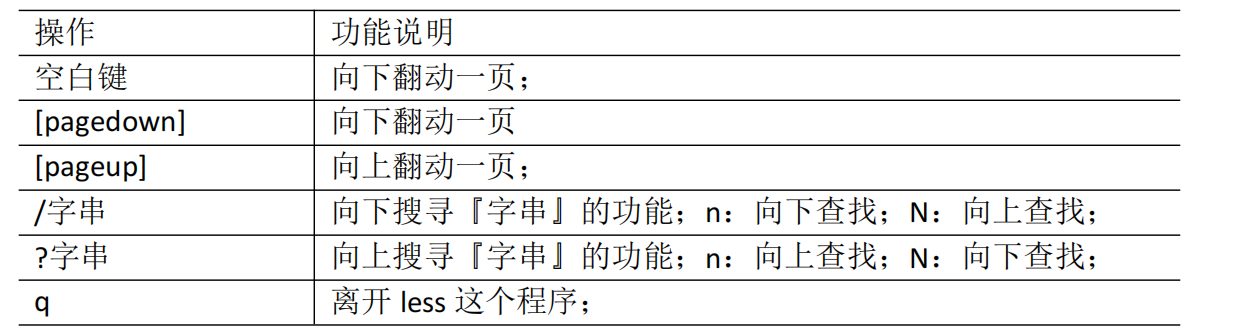 操作 功能说明
空白键 向下翻动一页；
[pagedown] 向下翻动一页
[pageup] 向上翻动一页；
/字串 向下搜寻『字串』的功能；n：向下查找；N：向上查找；
?字串 向上搜寻『字串』的功能；n：向上查找；N：向下查找；
q 离开 less 这个程序；